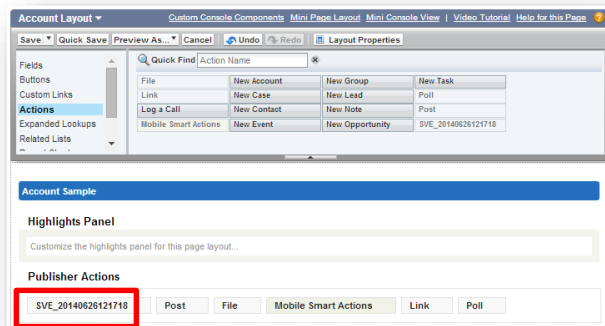 Account Layout Custom Console Components Mini Page Layout Mini Console View | Video Tutorial Help for this Page
Save Quick Save Preview As... Cancel Undo Redo Layout Properties
Fields
Buttons
Custom Links
Actions
Expanded Lookups
Related Lists
Quick Find Action Name
File New Account New Group New Task
Link New Case New Lead Poll
Log a Call New Contact New Note Post
Mobile Smart Actions New Event New Opportunity SVE_20140626121718
Account Sample
Highlights Panel
Customize the highlights panel for this page layout...
Publisher Actions
SVE_20140626121718 Post File Mobile Smart Actions Link Poll